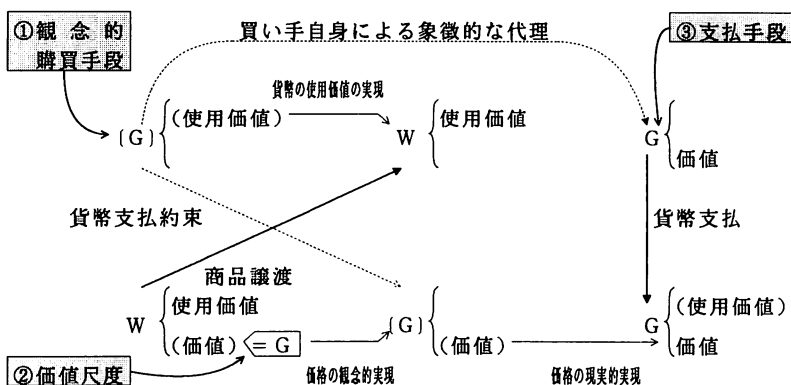 ①観念的
購買手段
買い手自身による象徴的な代理
③支払手段
貨幣の使用価値の実現
(使用価値)
〔G〕
W
使用価値
G
価値
貨幣支払約束
貨幣支払
商品譲渡
W
使用価値
(価値)
=G
〔G〕
(価値)
G
(使用価値)
価値
②価値尺度
価格の観念的実現
価格の現実的実現